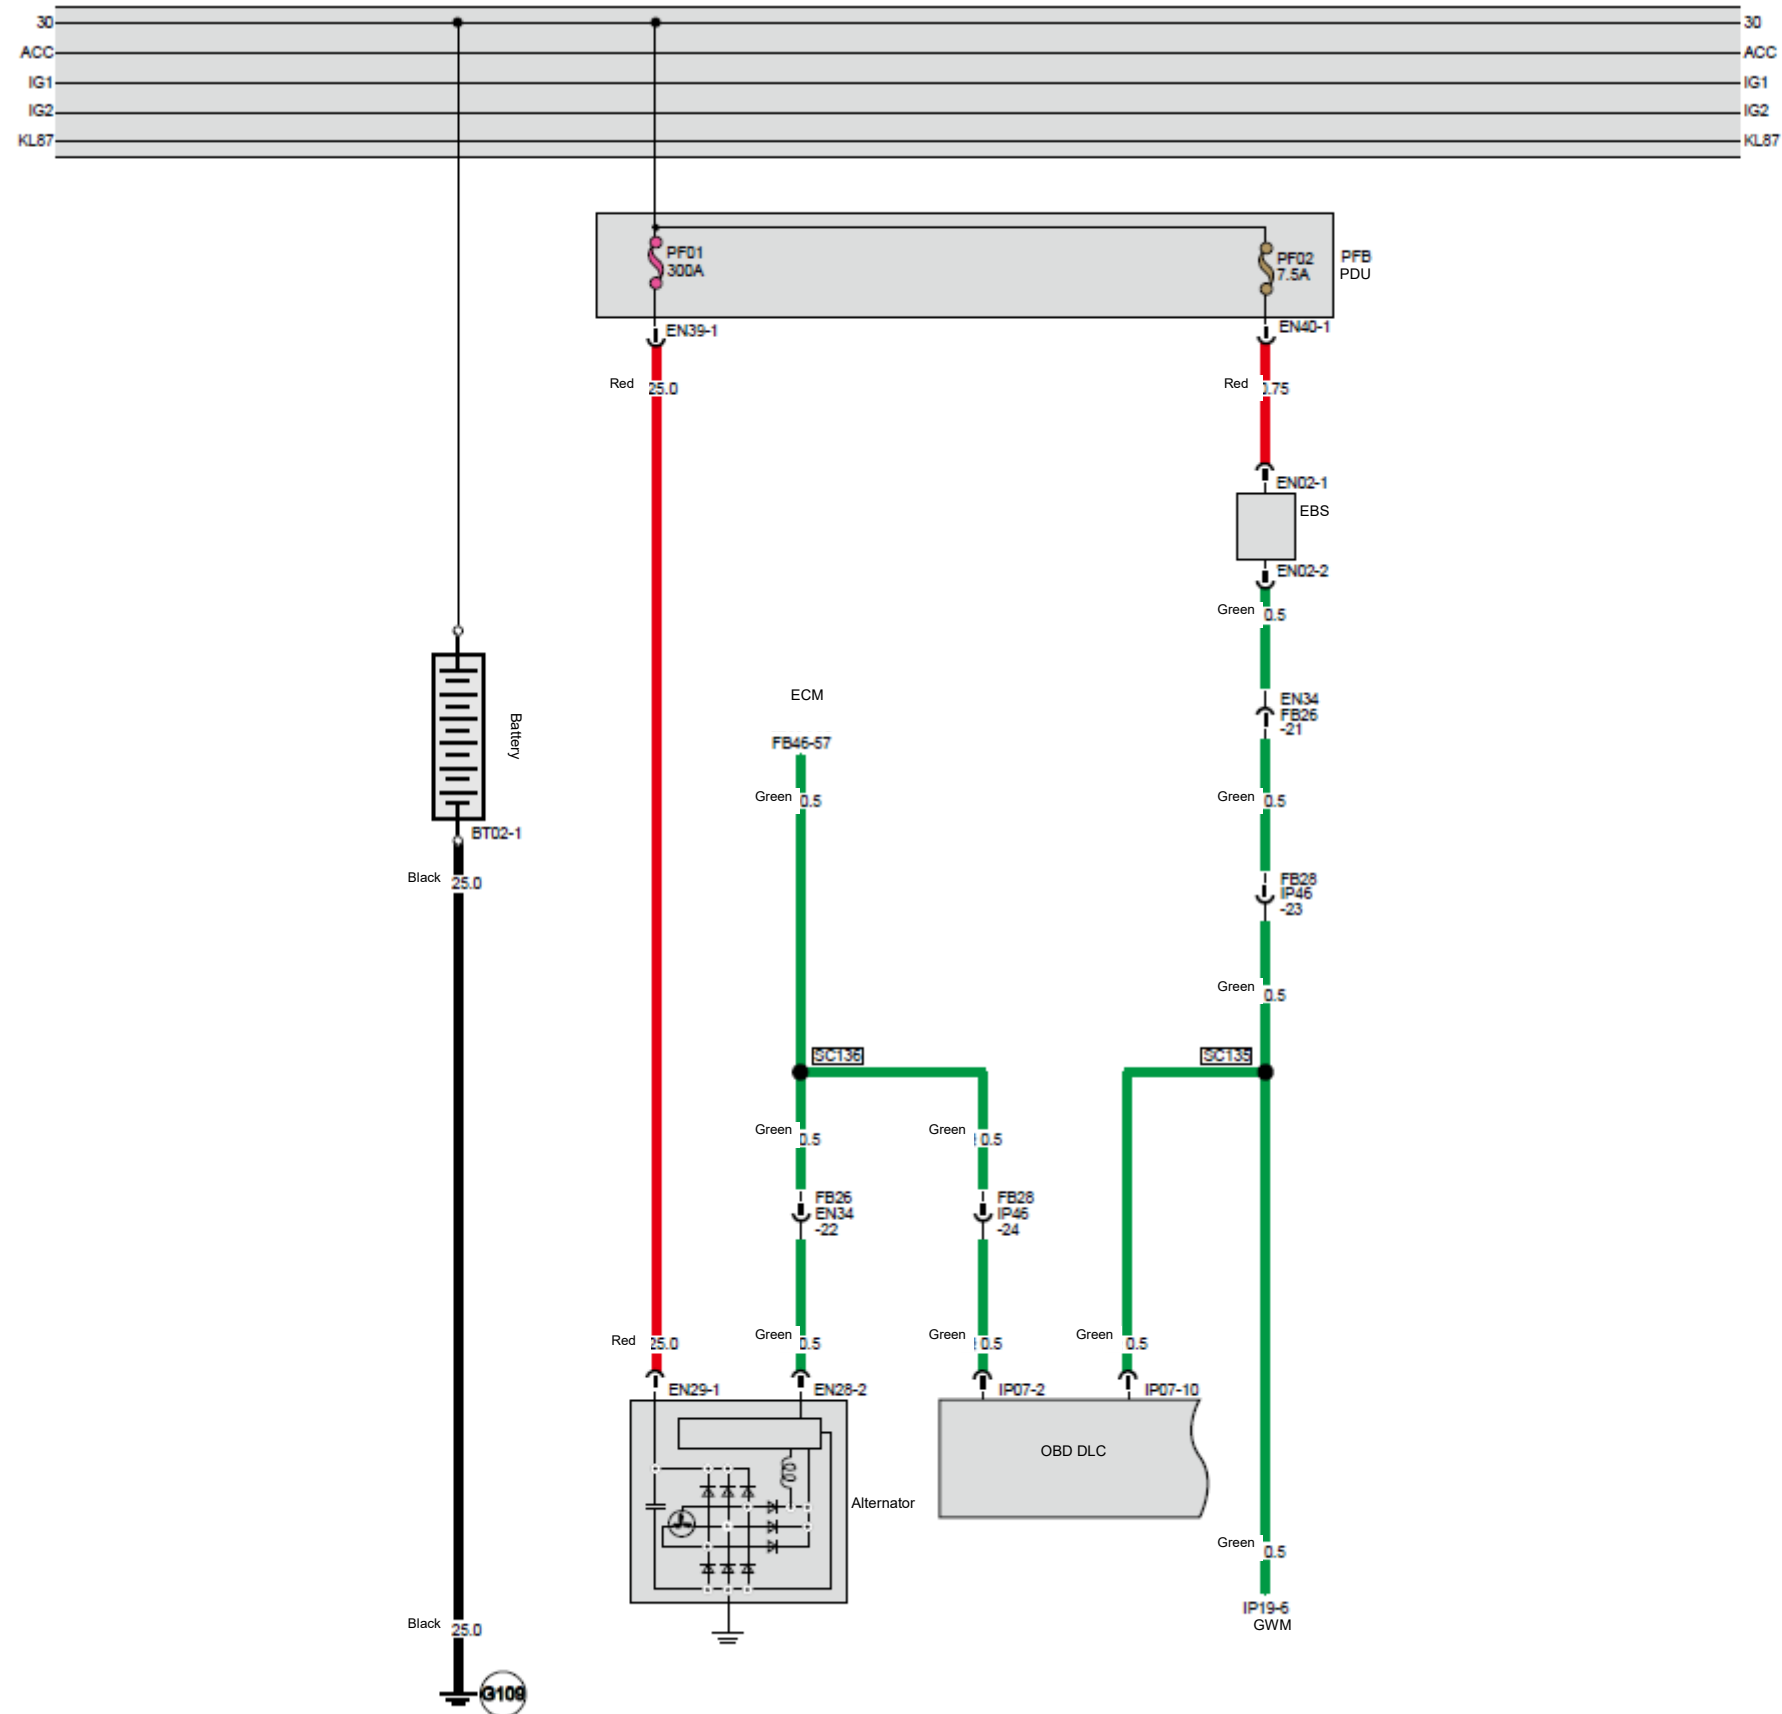 30
30
ACC
ACC
IG1
IG1
IG2
IG2
KL87
KL87
PF01
300A
PF02
7.5A
PFB
PDU
EN39-1
EN40-1
Red
25.0
Red
0.75
EN02-1
EBS
EN02-2
Green
0.5
ECM
EN34
FB26
-21
Battery
FB46-57
Green
0.5
Green
0.5
BT02-1
Black
25.0
FB28
IP46
-23
Green
0.5
SC136
SC135
Green
0.5
Green
0.5
FB26
EN34
-22
FB28
IP46
-24
Red
25.0
Green
0.5
Green
0.5
Green
0.5
EN29-1
EN28-2
IP07-2
IP07-10
OBD DLC
Alternator
Green
0.5
IP19-6
GWM
Black
25.0
G109